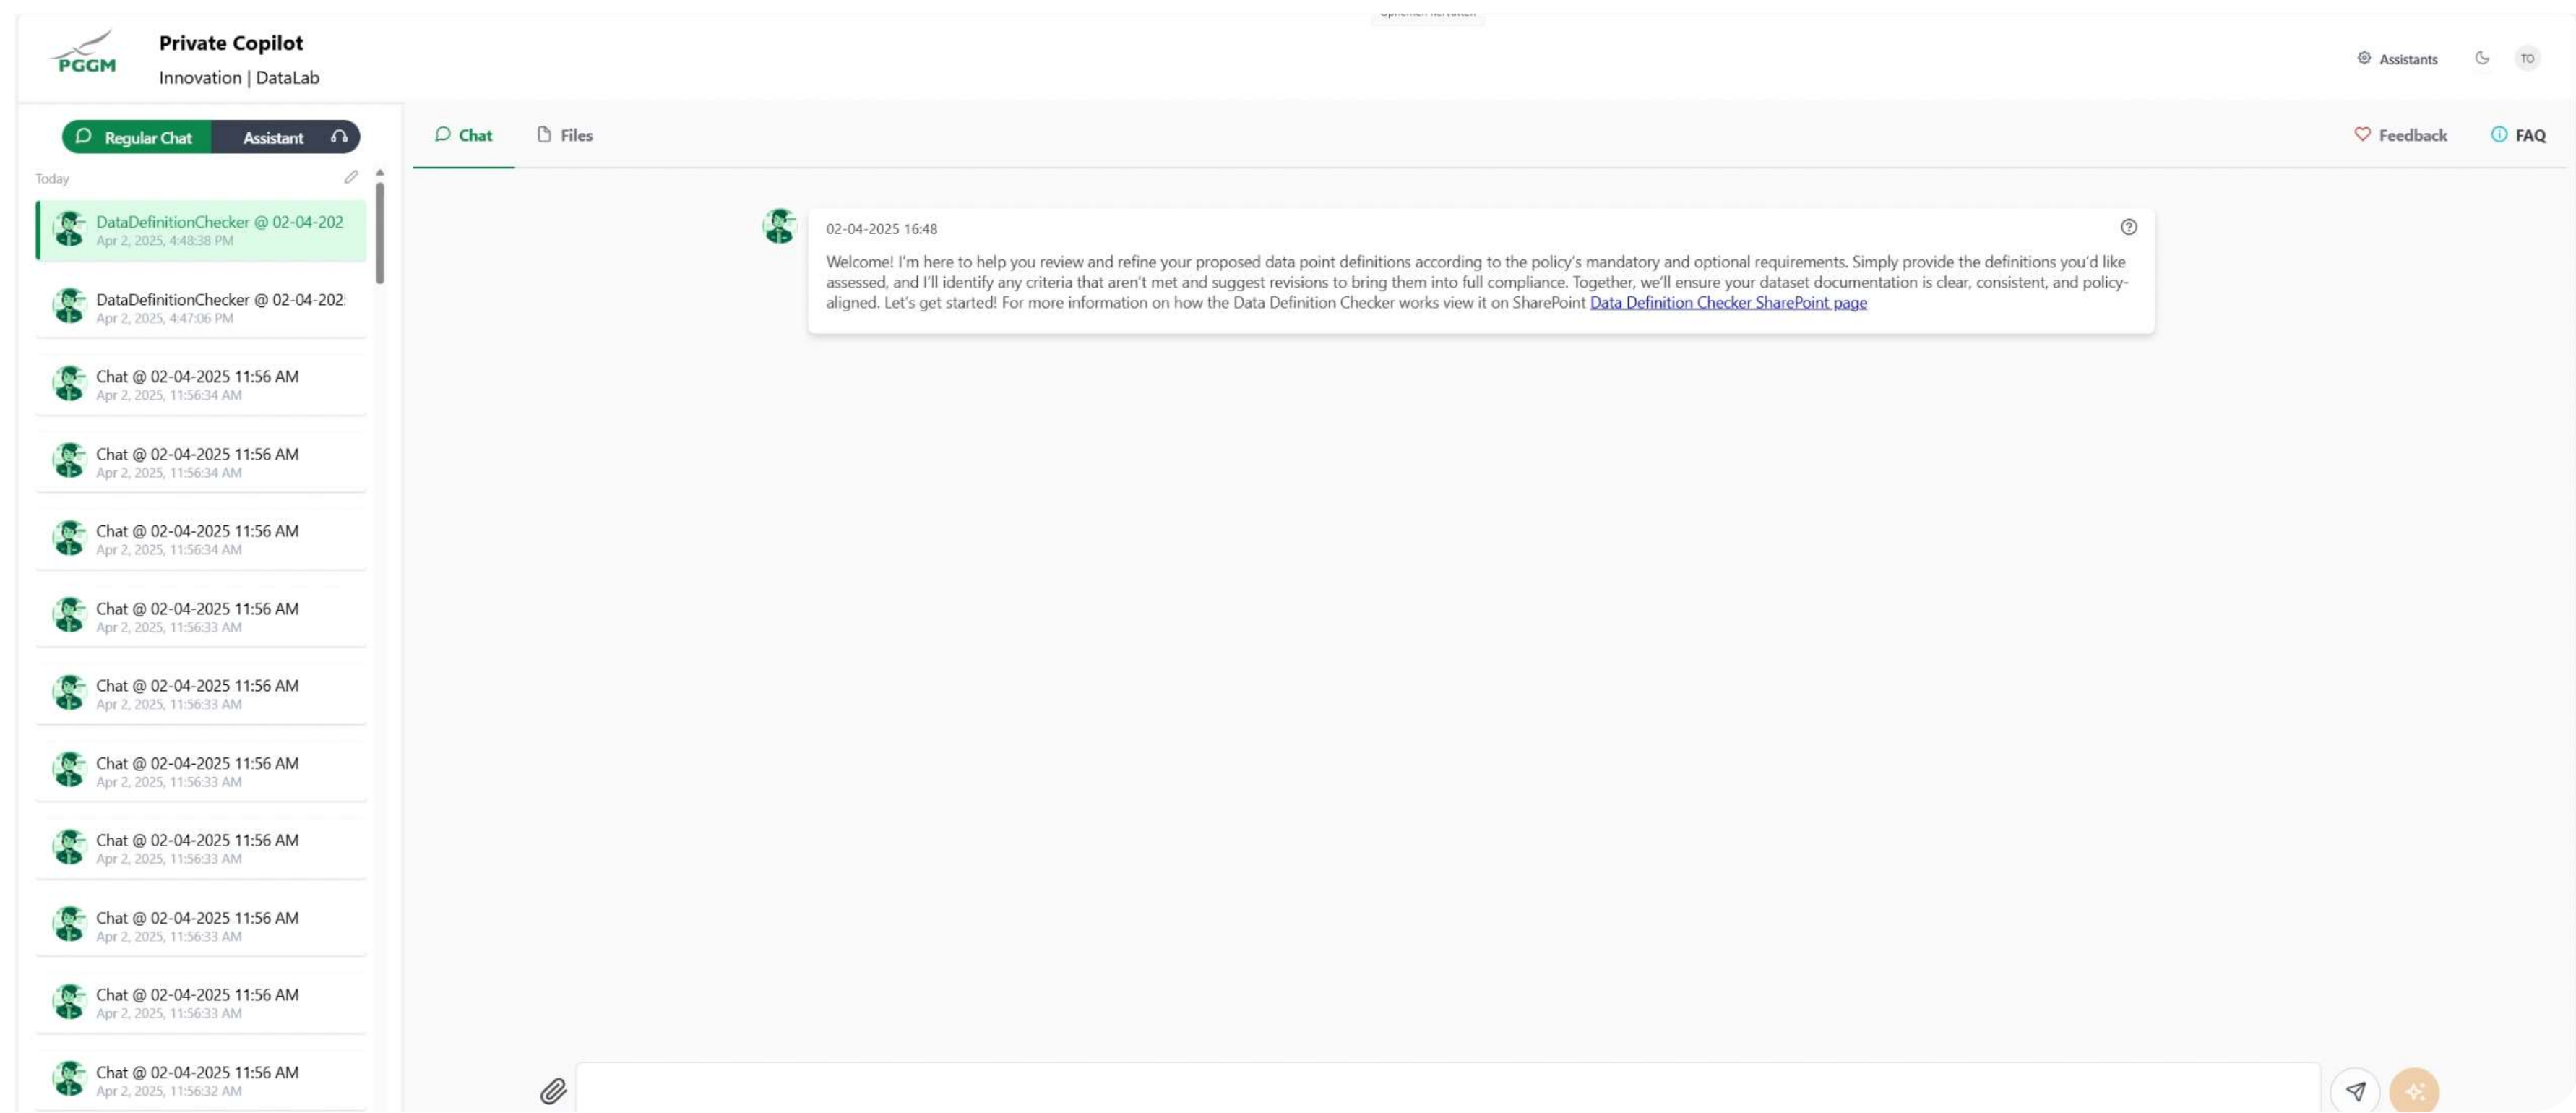 Private Copilot
PGGM
Innovation | DataLab
Assistants
TO
Regular Chat
Assistant
Chat
Files
Feedback
FAQ
Today
DataDefinitionChecker @ 02-04-202
Apr 2, 2025, 4:48:38 PM
DataDefinitionChecker @ 02-04-202
Apr 2, 2025, 4:47:06 PM
Chat @ 02-04-2025 11:56 AM
Apr 2, 2025, 11:56:34 AM
Chat @ 02-04-2025 11:56 AM
Apr 2, 2025, 11:56:34 AM
Chat @ 02-04-2025 11:56 AM
Apr 2, 2025, 11:56:34 AM
Chat @ 02-04-2025 11:56 AM
Apr 2, 2025, 11:56:33 AM
Chat @ 02-04-2025 11:56 AM
Apr 2, 2025, 11:56:33 AM
Chat @ 02-04-2025 11:56 AM
Apr 2, 2025, 11:56:33 AM
Chat @ 02-04-2025 11:56 AM
Apr 2, 2025, 11:56:33 AM
Chat @ 02-04-2025 11:56 AM
Apr 2, 2025, 11:56:33 AM
Chat @ 02-04-2025 11:56 AM
Apr 2, 2025, 11:56:33 AM
Chat @ 02-04-2025 11:56 AM
Apr 2, 2025, 11:56:32 AM
02-04-2025 16:48
Welcome! I'm here to help you review and refine your proposed data point definitions according to the policy's mandatory and optional requirements. Simply provide the definitions you'd like
assessed, and I'll identify any criteria that aren't met and suggest revisions to bring them into full compliance. Together, we'll ensure your dataset documentation is clear, consistent, and policy-
aligned. Let's get started! For more information on how the Data Definition Checker works view it on SharePoint Data Definition Checker SharePoint page